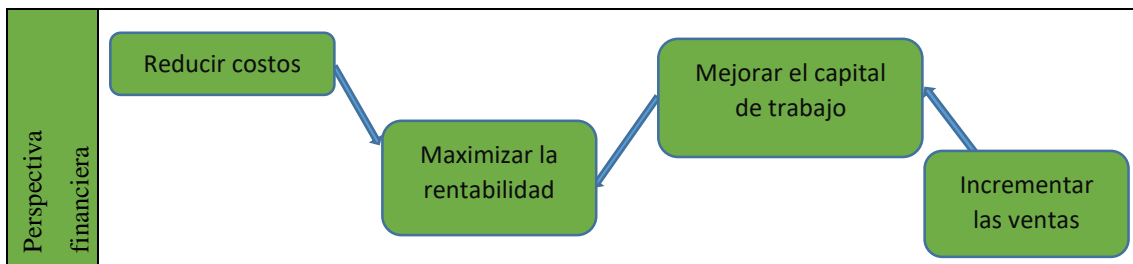 Perspectiva
financiera
Reducir costos
Maximizar la
rentabilidad
Mejorar el capital
de trabajo
Incrementar
las ventas